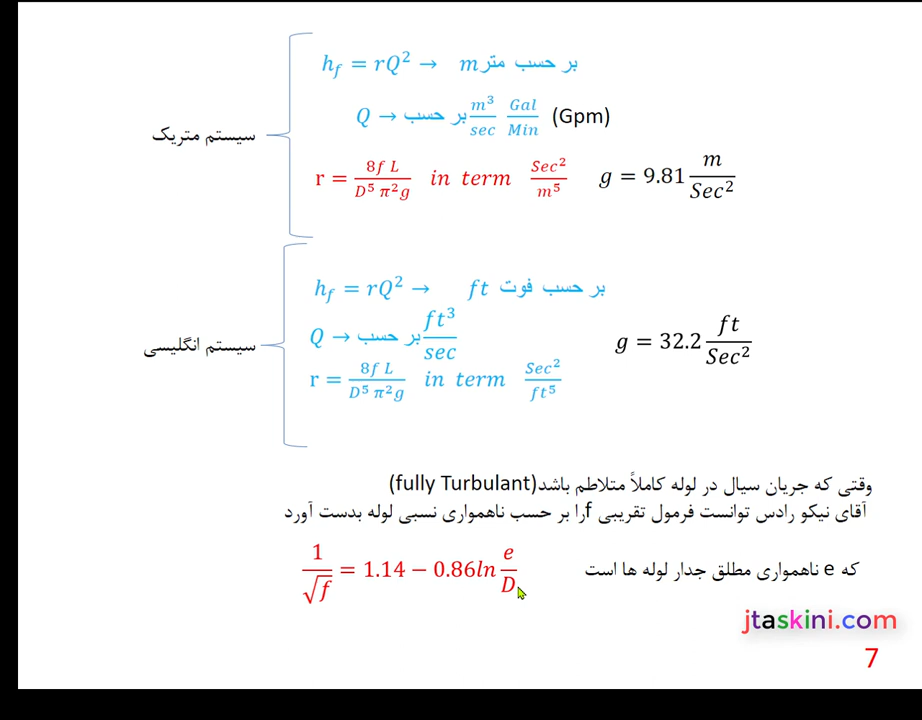 h_f = rQ² → m بر حسب متر
Q → بر حسب m³/sec Gal/Min (Gpm)
سیستم متریک
r = 8f L / D⁵ π²g in term Sec²/m⁵ g = 9.81 m/Sec²
h_f = rQ² → ft بر حسب فوت
Q → بر حسب ft³/sec
سیستم انگلیسی
g = 32.2 ft/Sec²
r = 8f L / D⁵ π²g in term Sec²/ft⁵
وقتی که جریان سیال در لوله کاملاً متلاطم باشد(fully Turbulant)
آقای نیکو رادس توانست فرمول تقریبی fرا بر حسب ناهمواری نسبی لوله بدست آورد
1/√f = 1.14 − 0.86ln e/D
که e ناهمواری مطلق جدار لوله ها است
jtaskini.com
7